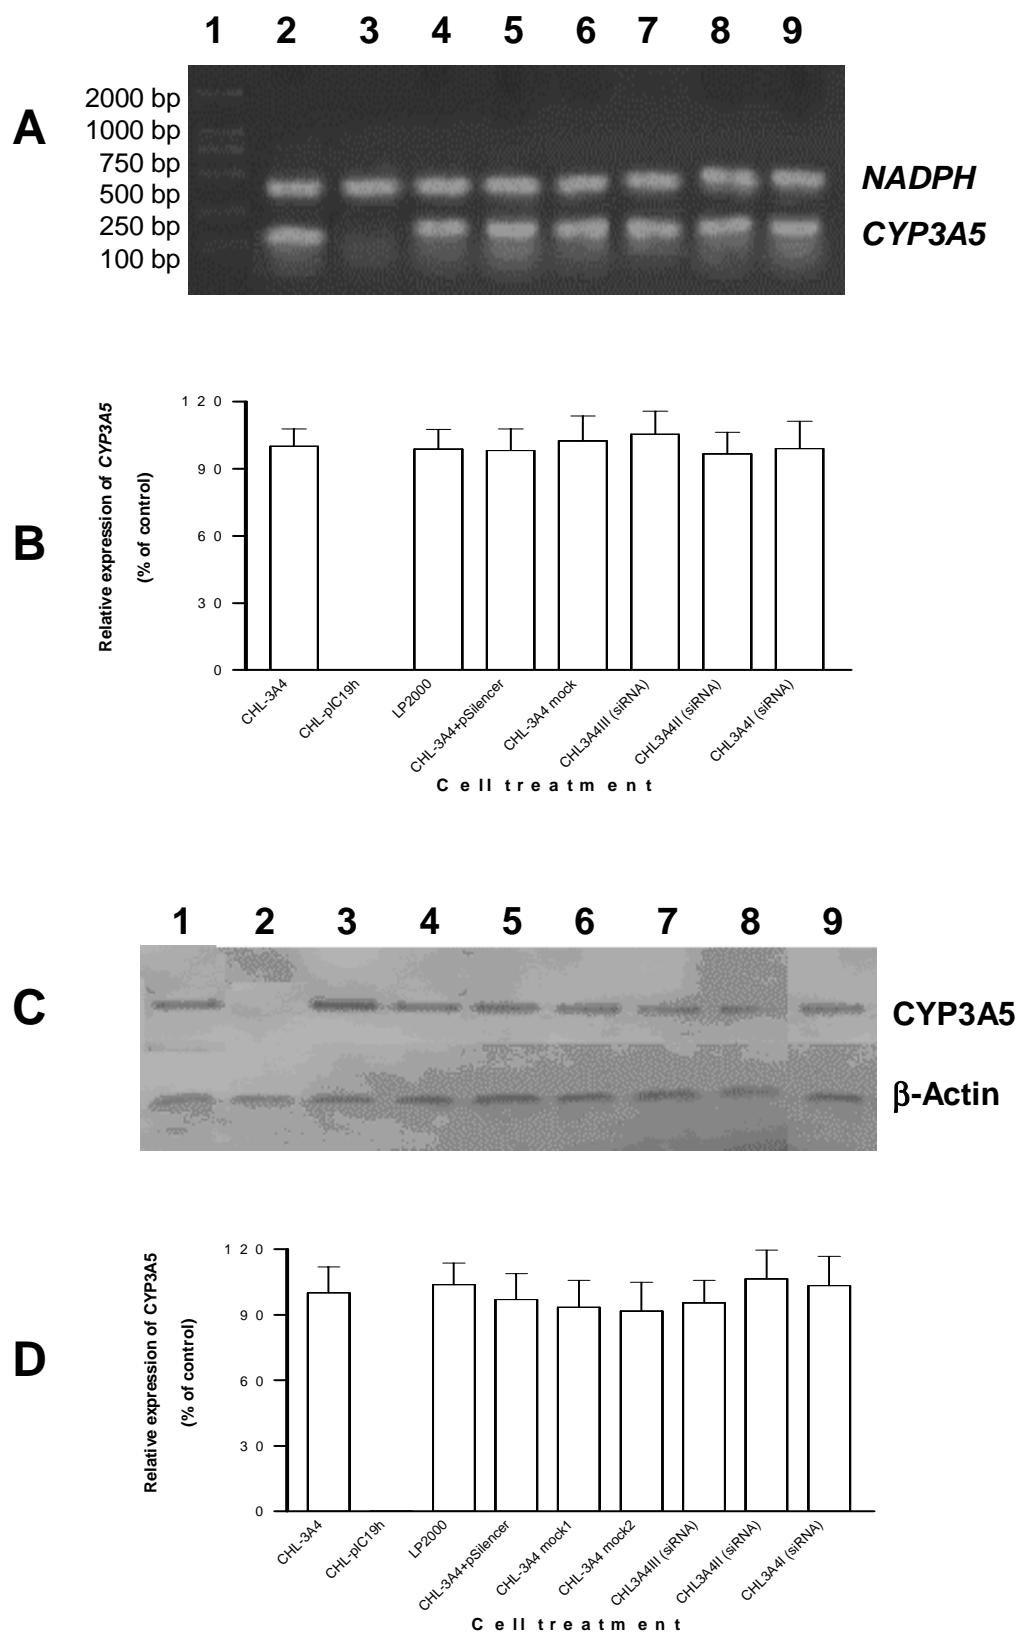 1 2 3 4 5 6 7 8 9
A
2000 bp
1000 bp
750 bp
500 bp
250 bp
100 bp
NADPH
CYP3A5
B
Relative expression of CYP3A5
(% of control)
120
90
60
30
0
CHL-3A4
CHL-pIC19h
LP2000
CHL-3A4+pSilencer
CHL-3A4 mock
CHL3A4III (siRNA)
CHL3A4II (siRNA)
CHL3A4I (siRNA)
Cell treatment
1 2 3 4 5 6 7 8 9
C
CYP3A5
β-Actin
D
Relative expression of CYP3A5
(% of control)
120
90
60
30
0
CHL-3A4
CHL-pIC19h
LP2000
CHL-3A4+pSilencer
CHL-3A4 mock1
CHL-3A4 mock2
CHL3A4III (siRNA)
CHL3A4II (siRNA)
CHL3A4I (siRNA)
Cell treatment